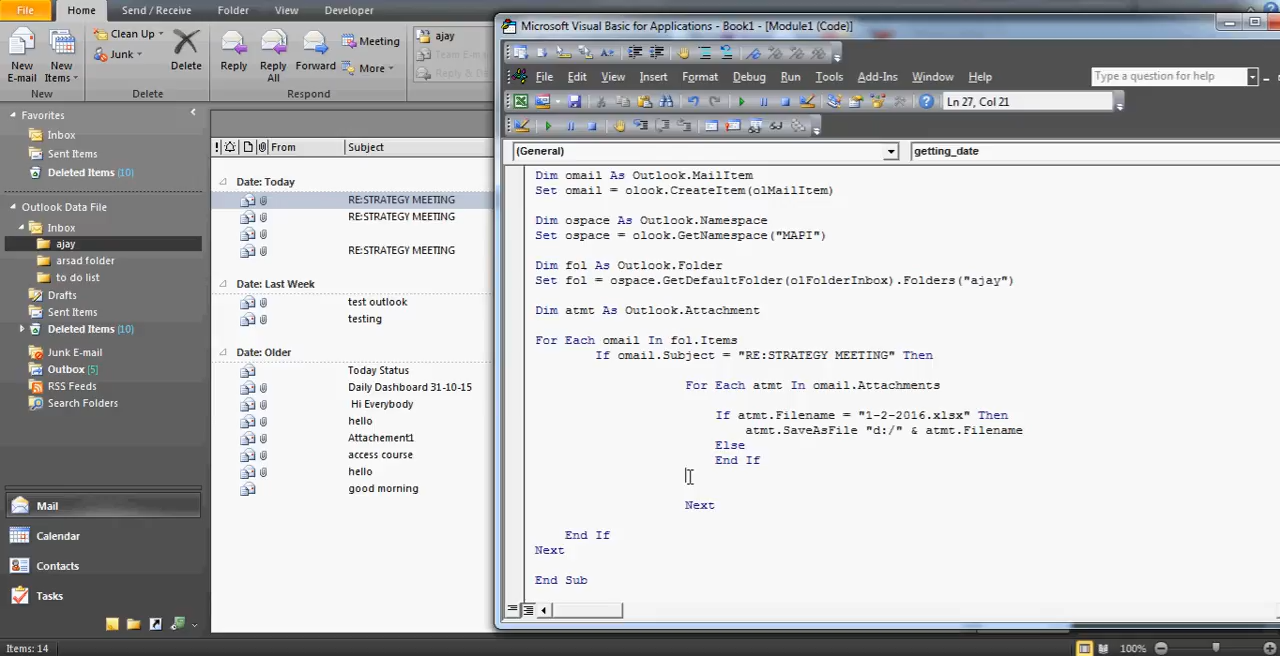 File Home Send / Receive Folder View Developer
New E-mail
New Items
Clean Up
Junk
Delete
Reply
Reply All
Forward
Meeting
More
ajay
Team E-m
Reply & De
New Delete Respond
Favorites
Inbox
Sent Items
Deleted Items (10)
Outlook Data File
Inbox
ajay
arsad folder
to do list
Drafts
Sent Items
Deleted Items (10)
Junk E-mail
Outbox [5]
RSS Feeds
Search Folders
Mail
Calendar
Contacts
Tasks
Items: 14
From Subject
Date: Today
RE:STRATEGY MEETING
RE:STRATEGY MEETING
RE:STRATEGY MEETING
Date: Last Week
test outlook
testing
Date: Older
Today Status
Daily Dashboard 31-10-15
Hi Everybody
hello
Attachement1
access course
hello
good morning
Microsoft Visual Basic for Applications - Book1 - [Module1 (Code)]
File Edit View Insert Format Debug Run Tools Add-Ins Window Help
Type a question for help
Ln 27, Col 21
(General) getting_date
Dim omail As Outlook.MailItem
Set omail = olook.CreateItem(olMailItem)
Dim ospace As Outlook.Namespace
Set ospace = olook.GetNamespace("MAPI")
Dim fol As Outlook.Folder
Set fol = ospace.GetDefaultFolder(olFolderInbox).Folders("ajay")
Dim atmt As Outlook.Attachment
For Each omail In fol.Items
If omail.Subject = "RE:STRATEGY MEETING" Then
For Each atmt In omail.Attachments
If atmt.Filename = "1-2-2016.xlsx" Then
atmt.SaveAsFile "d:/" & atmt.Filename
Else
End If
Next
End If
Next
End Sub
100%